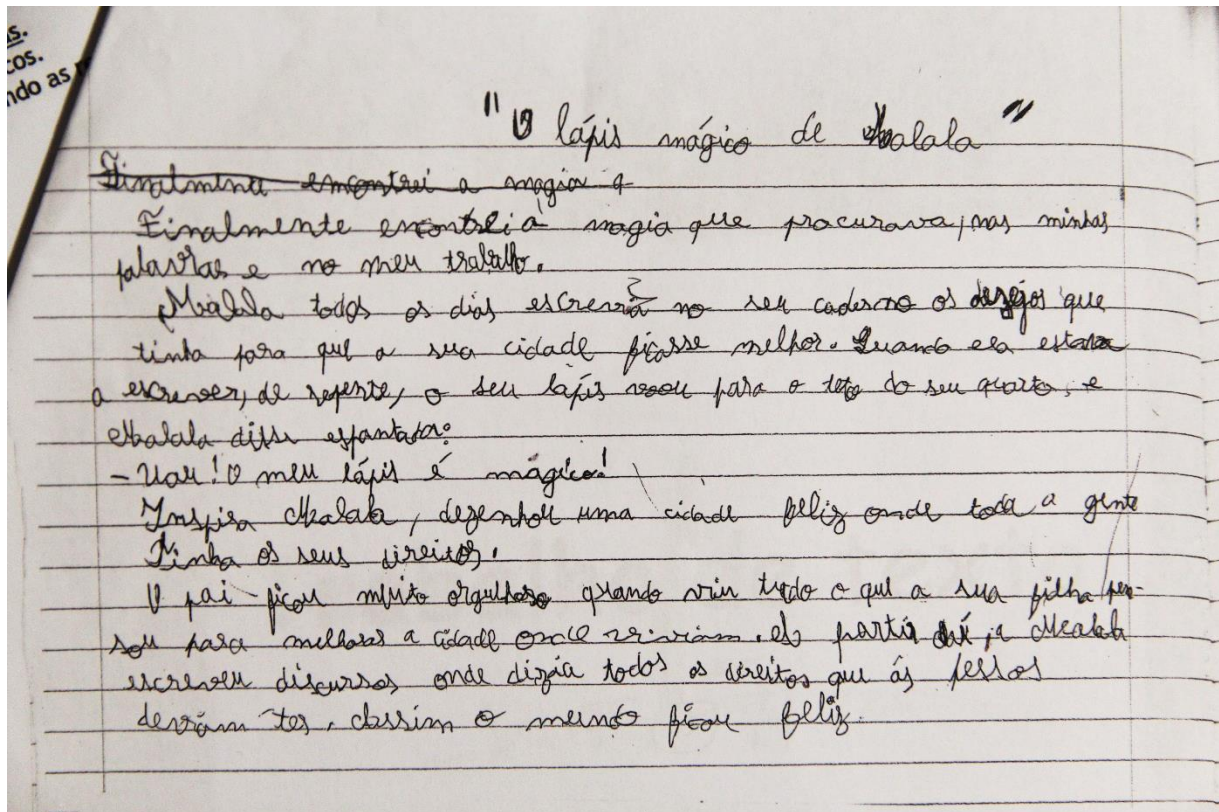 s.
cos.
ndo as
"O lápis mágico de Malala"
Finalmina encontrei a magia q
Finalmente encontrei a magia que procurava, nas minhas
palavras e no meu trabalho.
Malala todos os dias escrevia no seu caderno os desejos que
tinha para que a sua cidade ficasse melhor. Quando ela estava
a escrever, de repente, o seu lápis voou para o teto do seu quarto, e
Malala disse espantada:
- Uau! O meu lápis é mágico!
Inspira Malala, dezenhou uma cidade feliz onde toda a gente
Tinha os seus direitos.
O pai ficou muito orgulhoso quando viu tudo o que a sua filha pen-
sou para melhorar a cidade onde viviam. A partir daí, a Malala
escreveu discursos onde dizia todos os direitos que ás pessoas
deviam ter. Assim o mundo ficou feliz.